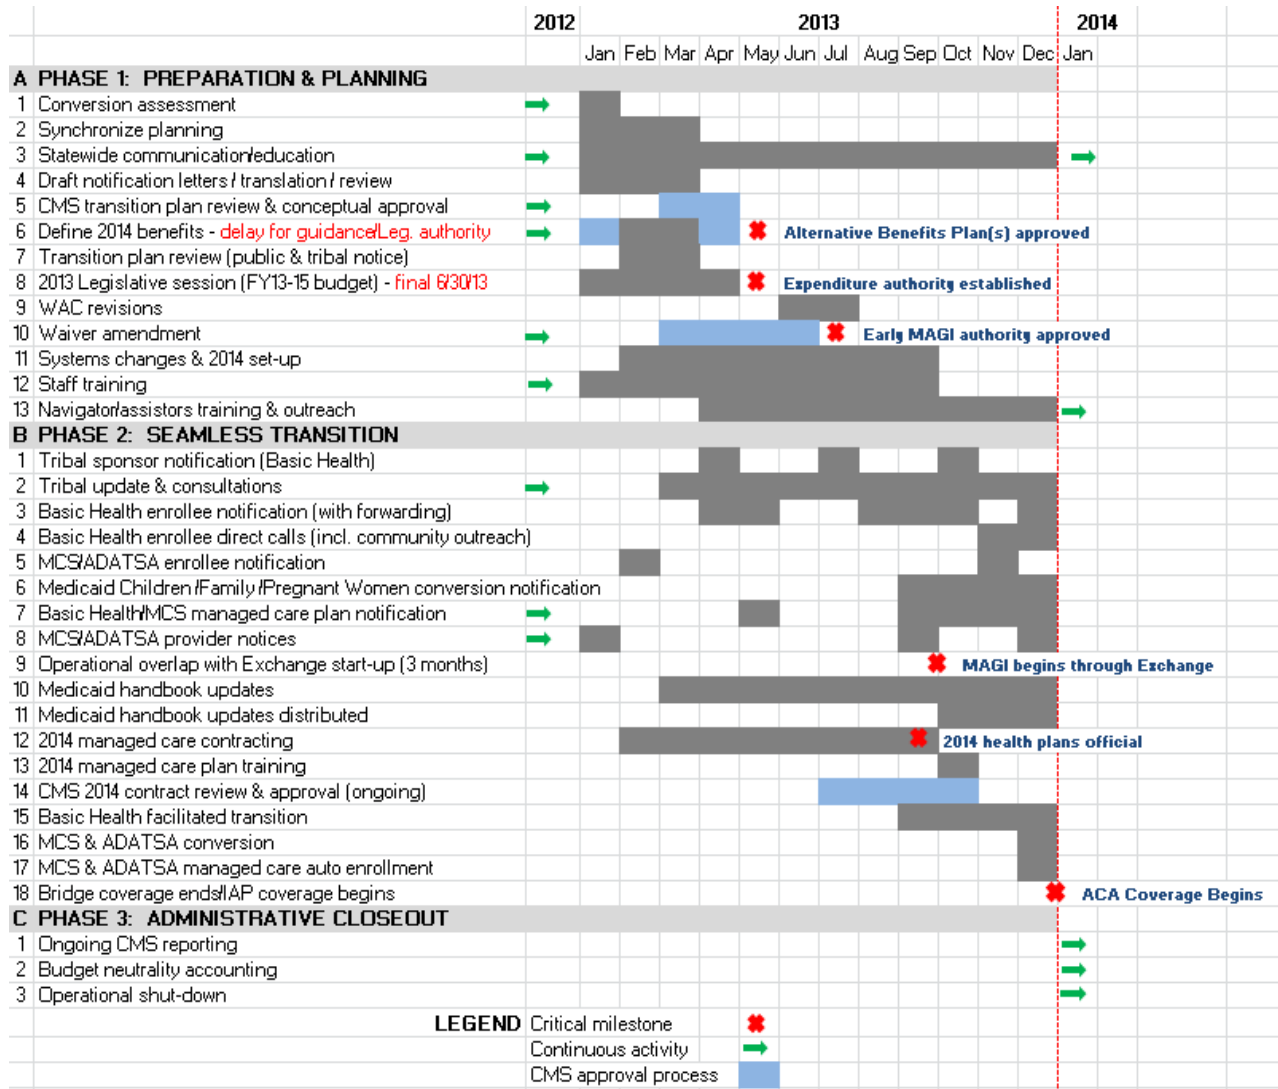 2012 2013 2014
Jan Feb Mar Apr May Jun Jul Aug Sep Oct Nov Dec Jan
A PHASE 1: PREPARATION & PLANNING
1 Conversion assessment
2 Synchronize planning
3 Statewide communication/education
4 Draft notification letters / translation / review
5 CMS transition plan review & conceptual approval
6 Define 2014 benefits - delay for guidance/Leg. authority Alternative Benefits Plan(s) approved
7 Transition plan review (public & tribal notice)
8 2013 Legislative session (FY13-15 budget) - final 6/30/13 Expenditure authority established
9 WAC revisions
10 Waiver amendment Early MAGI authority approved
11 Systems changes & 2014 set-up
12 Staff training
13 Navigator/assistors training & outreach
B PHASE 2: SEAMLESS TRANSITION
1 Tribal sponsor notification (Basic Health)
2 Tribal update & consultations
3 Basic Health enrollee notification (with forwarding)
4 Basic Health enrollee direct calls (incl. community outreach)
5 MCS/ADATSA enrollee notification
6 Medicaid Children/Family/Pregnant Women conversion notification
7 Basic Health/MCS managed care plan notification
8 MCS/ADATSA provider notices
9 Operational overlap with Exchange start-up (3 months) MAGI begins through Exchange
10 Medicaid handbook updates
11 Medicaid handbook updates distributed
12 2014 managed care contracting 2014 health plans official
13 2014 managed care plan training
14 CMS 2014 contract review & approval (ongoing)
15 Basic Health facilitated transition
16 MCS & ADATSA conversion
17 MCS & ADATSA managed care auto enrollment
18 Bridge coverage ends/IAP coverage begins ACA Coverage Begins
C PHASE 3: ADMINISTRATIVE CLOSEOUT
1 Ongoing CMS reporting
2 Budget neutrality accounting
3 Operational shut-down
LEGEND Critical milestone
Continuous activity
CMS approval process